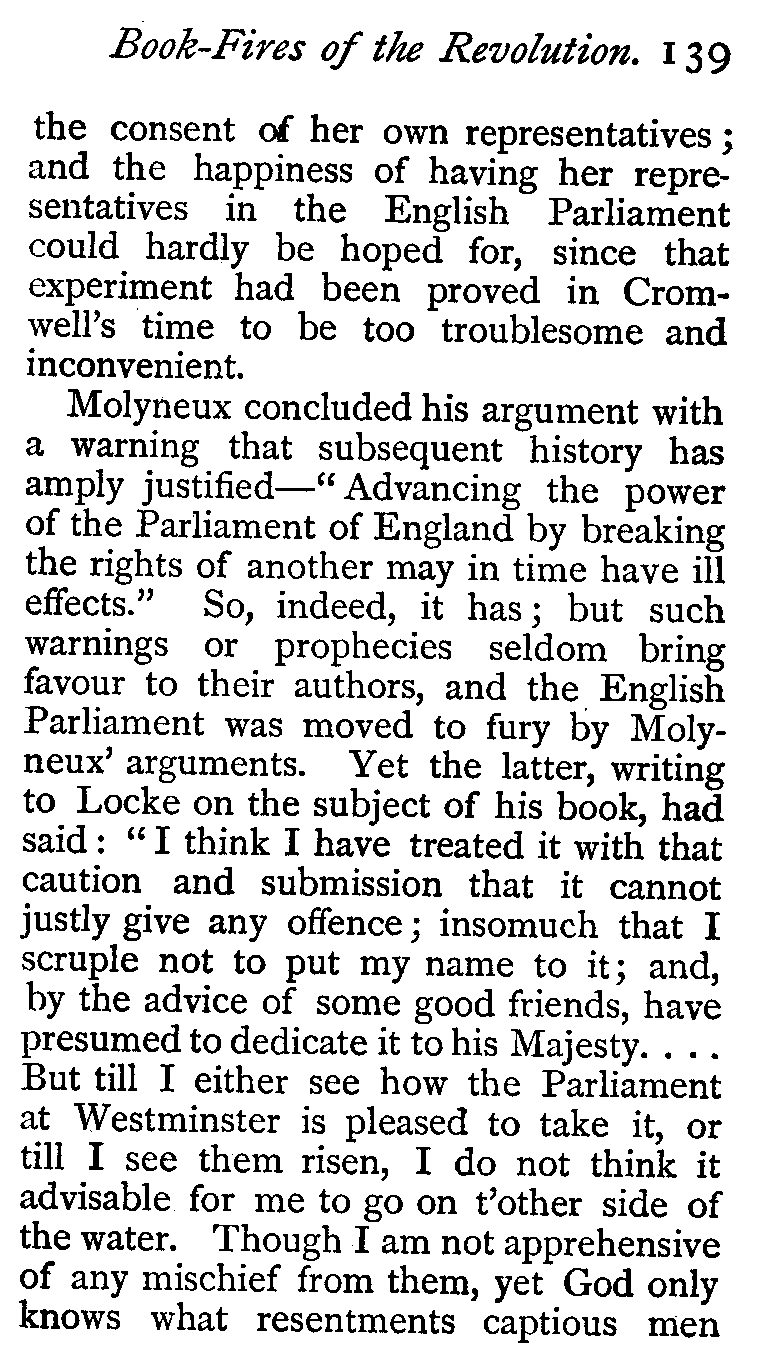 Book-Fires of the Revolution. 139
the consent of her own representatives;
and the happiness of having her repre-
sentatives in the English Parliament
could hardly be hoped for, since that
experiment had been proved in Crom-
well's time to be too troublesome and
inconvenient.
Molyneux concluded his argument with
a warning that subsequent history has
amply justified—“Advancing the power
of the Parliament of England by breaking
the rights of another may in time have ill
effects.” So, indeed, it has; but such
warnings or prophecies seldom bring
favour to their authors, and the English
Parliament was moved to fury by Moly-
neux' arguments. Yet the latter, writing
to Locke on the subject of his book, had
said: “I think I have treated it with that
caution and submission that it cannot
justly give any offence; insomuch that I
scruple not to put my name to it; and,
by the advice of some good friends, have
presumed to dedicate it to his Majesty. . . .
But till I either see how the Parliament
at Westminster is pleased to take it, or
till I see them risen, I do not think it
advisable for me to go on t'other side of
the water. Though I am not apprehensive
of any mischief from them, yet God only
knows what resentments captious men